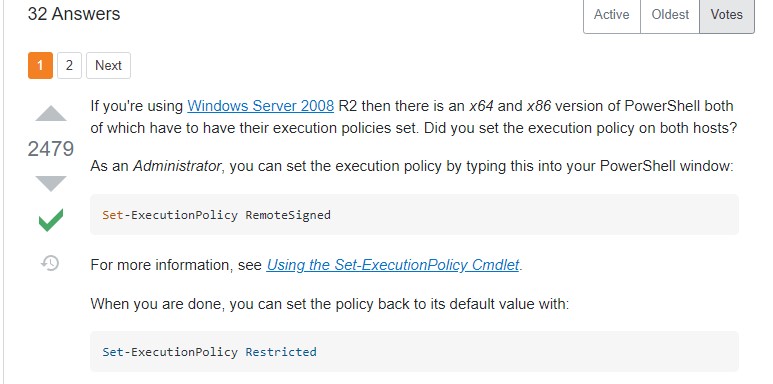 32 Answers
Active Oldest Votes
1 2 Next
If you're using Windows Server 2008 R2 then there is an x64 and x86 version of PowerShell both
of which have to have their execution policies set. Did you set the execution policy on both hosts?
2479
As an Administrator, you can set the execution policy by typing this into your PowerShell window:
Set-ExecutionPolicy RemoteSigned
For more information, see Using the Set-ExecutionPolicy Cmdlet.
When you are done, you can set the policy back to its default value with:
Set-ExecutionPolicy Restricted